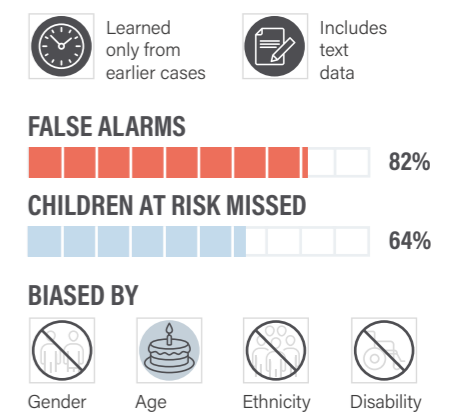 Learned
only from
earlier cases
Includes
text
data
FALSE ALARMS
82%
CHILDREN AT RISK MISSED
64%
BIASED BY
Gender
Age
Ethnicity
Disability